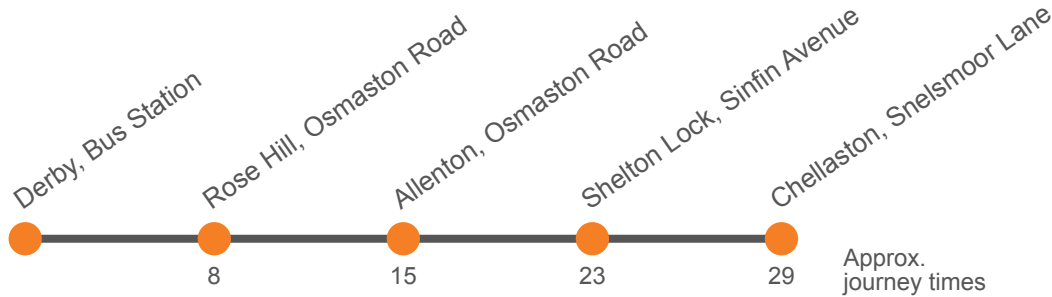 Derby, Bus Station
Rose Hill, Osmaston Road
Allenton, Osmaston Road
Shelton Lock, Sinfin Avenue
Chellaston, Snelsmoor Lane
8
15
23
29
Approx.
journey times